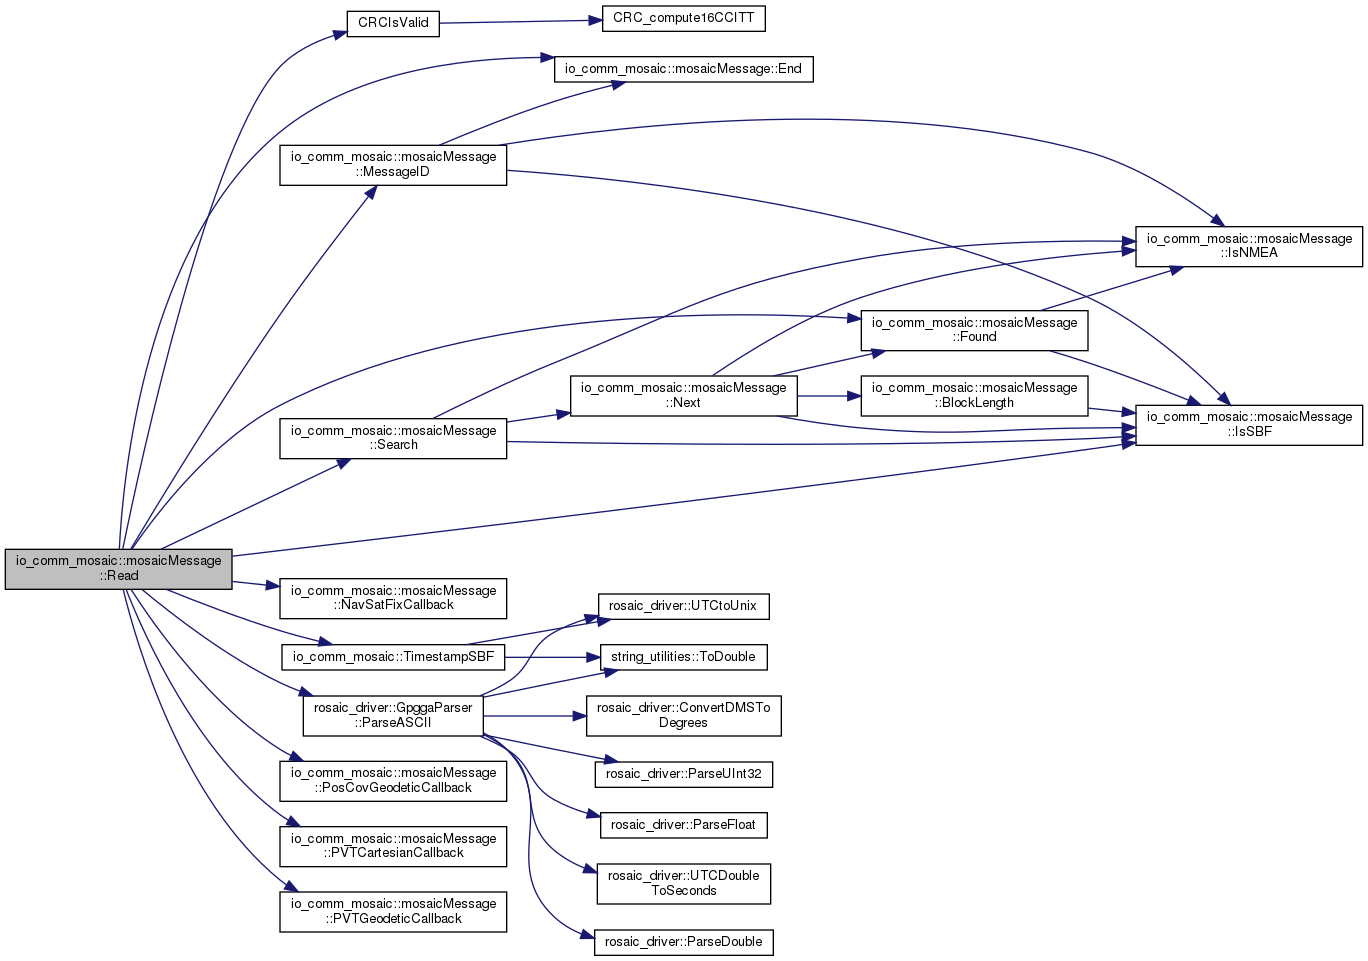 CRCIsValid
CRC_compute16CCITT
io_comm_mosaic::mosaicMessage::End
io_comm_mosaic::mosaicMessage
::MessageID
io_comm_mosaic::mosaicMessage
::IsNMEA
io_comm_mosaic::mosaicMessage
::Found
io_comm_mosaic::mosaicMessage
::Next
io_comm_mosaic::mosaicMessage
::BlockLength
io_comm_mosaic::mosaicMessage
::IsSBF
io_comm_mosaic::mosaicMessage
::Search
io_comm_mosaic::mosaicMessage
::Read
io_comm_mosaic::mosaicMessage
::NavSatFixCallback
rosaic_driver::UTCtoUnix
io_comm_mosaic::TimestampSBF
string_utilities::ToDouble
rosaic_driver::GpggaParser
::ParseASCII
rosaic_driver::ConvertDMSTo
Degrees
rosaic_driver::ParseUInt32
io_comm_mosaic::mosaicMessage
::PosCovGeodeticCallback
rosaic_driver::ParseFloat
io_comm_mosaic::mosaicMessage
::PVTCartesianCallback
rosaic_driver::UTCDouble
ToSeconds
io_comm_mosaic::mosaicMessage
::PVTGeodeticCallback
rosaic_driver::ParseDouble